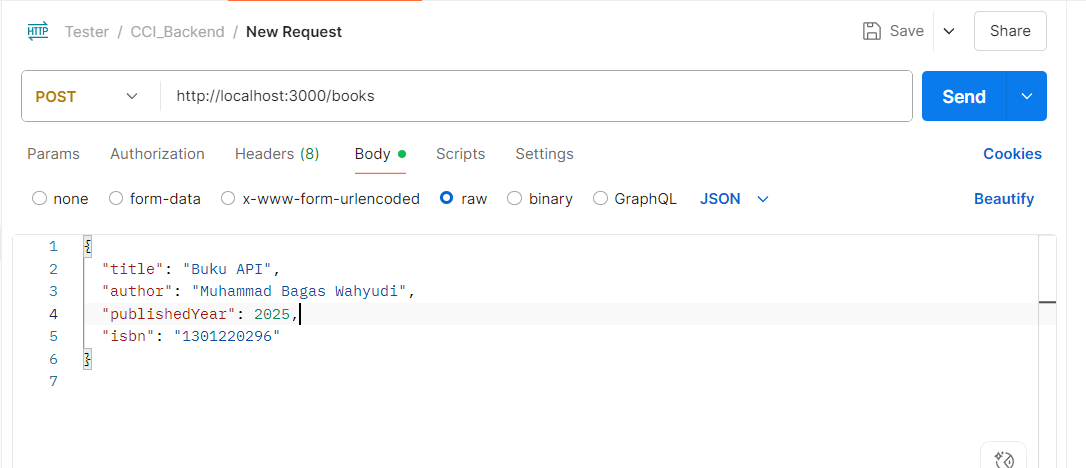 HTTP Tester / CCI_Backend / New Request Save Share
POST http://localhost:3000/books Send
Params Authorization Headers (8) Body Scripts Settings Cookies
none form-data x-www-form-urlencoded raw binary GraphQL JSON Beautify
1 {
2 "title": "Buku API",
3 "author": "Muhammad Bagas Wahyudi",
4 "publishedYear": 2025,
5 "isbn": "1301220296"
6 }
7